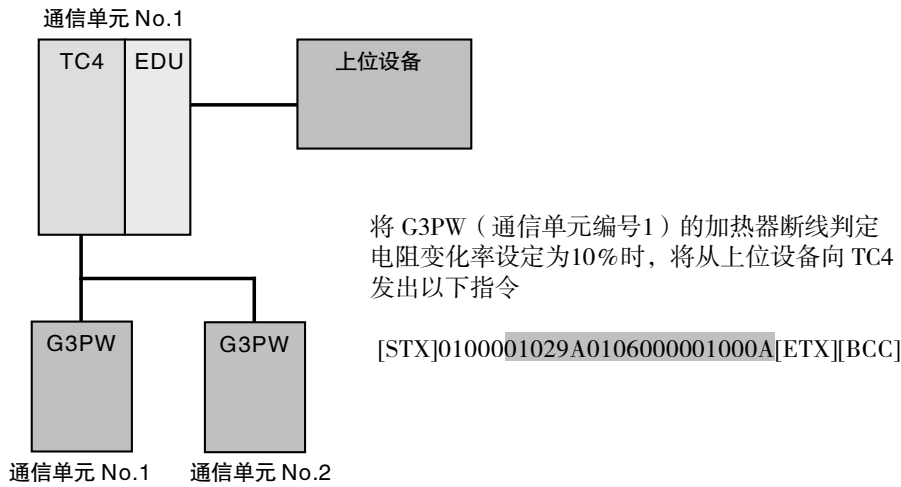 通信单元 No.1
TC4
EDU
上位设备
将 G3PW（通信单元编号1）的加热器断线判定
电阻变化率设定为10%时，将从上位设备向 TC4
发出以下指令
[STX]0100001029A0106000001000A[ETX][BCC]
G3PW
G3PW
通信单元 No.1
通信单元 No.2